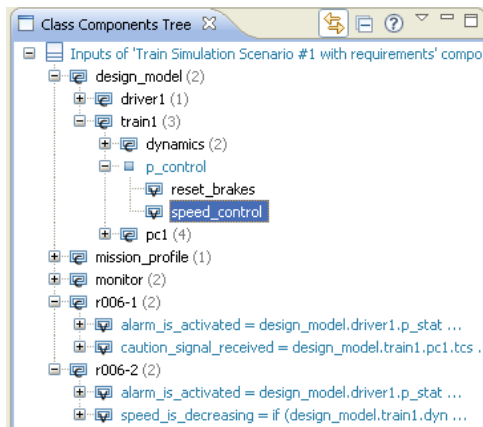 Class Components Tree
Inputs of 'Train Simulation Scenario #1 with requirements' compo
design_model (2)
driver1 (1)
train1 (3)
dynamics (2)
p_control
reset_brakes
speed_control
pc1 (4)
mission_profile (1)
monitor (2)
r006-1 (2)
alarm_is_activated = design_model.driver1.p_stat ...
caution_signal_received = design_model.train1.pc1.tcs .
r006-2 (2)
alarm_is_activated = design_model.driver1.p_stat ...
speed_is_decreasing = if (design_model.train1.dyn ...